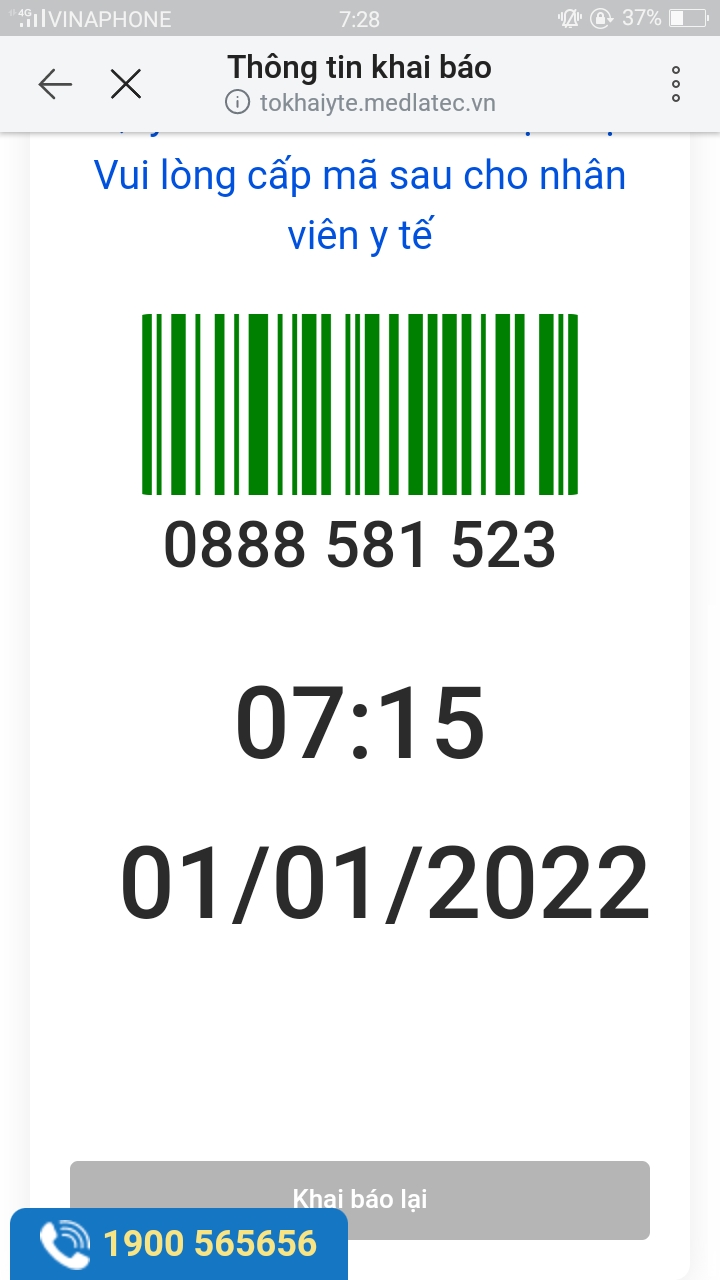 4G VINAPHONE 7:28 37%
Thông tin khai báo
tokhaiyte.medlatec.vn
Vui lòng cấp mã sau cho nhân
viên y tế
0888 581 523
07:15
01/01/2022
Khai báo lại
1900 565656